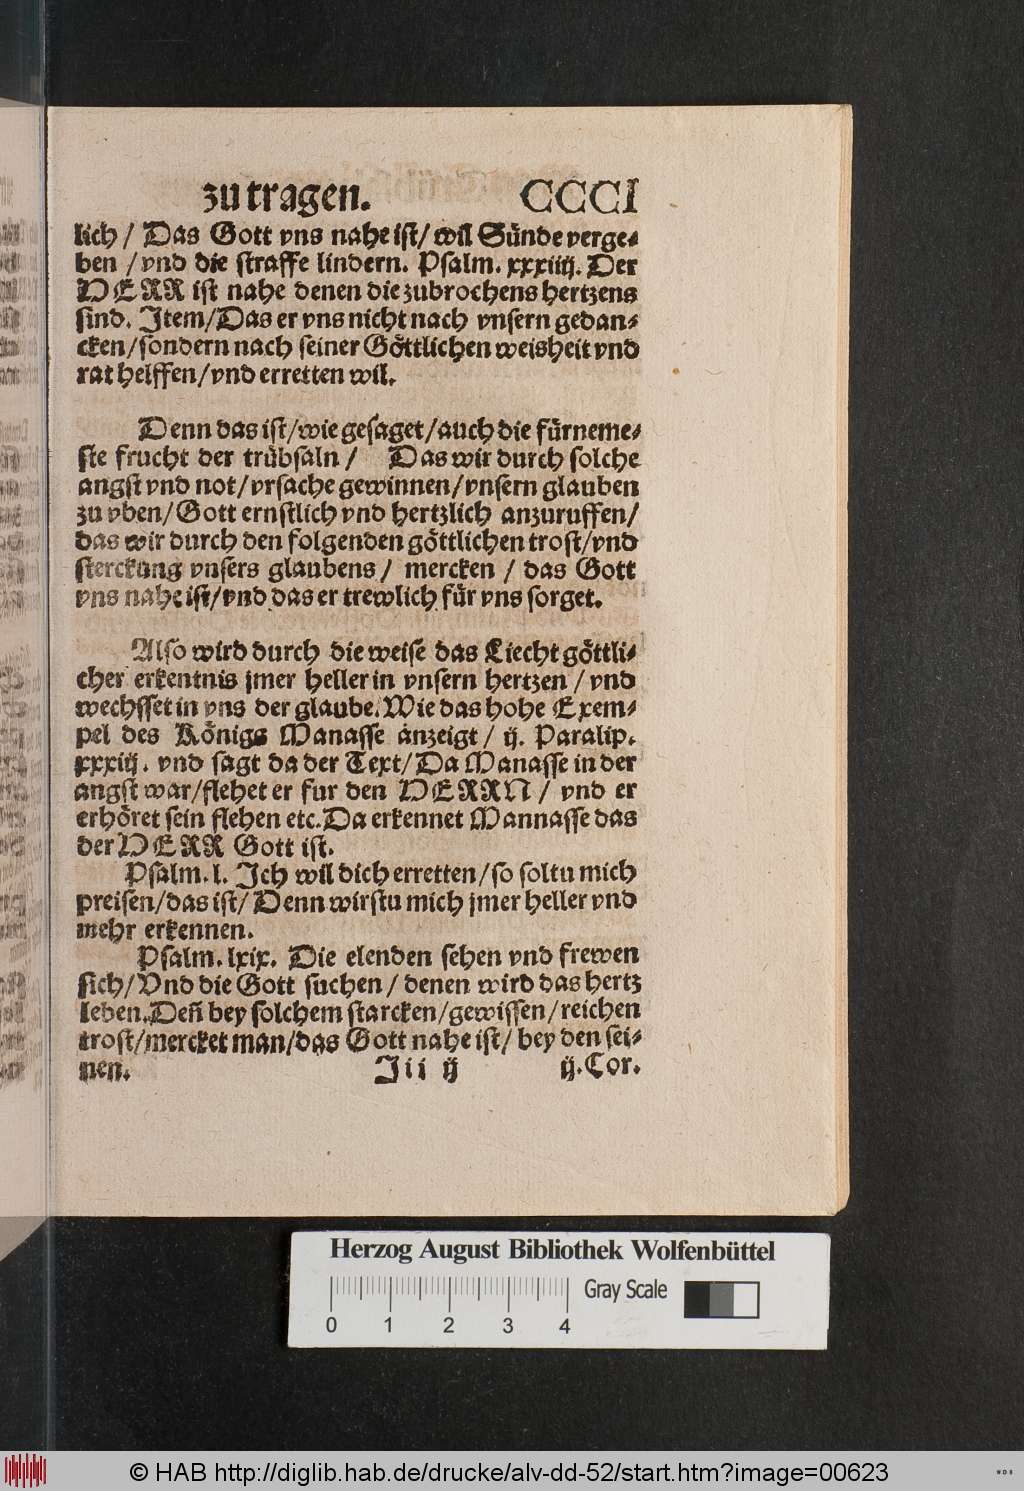 zu tragen. CCCI
lich / Das Gott vns nahe ist / wil Sünde verge-
ben / vnd die straffe lindern. Psalm. xxxiiij. Der
HERR ist nahe denen die zubrochens hertzens
sind. Item / Das er vns nicht nach vnsern gedan-
cken / sondern nach seiner Göttlichen weisheit vnd
rat helffen / vnd erretten wil.
Denn das ist / wie gesaget / auch die fürneme-
ste frucht der trübsaln / Das wir durch solche
angst vnd not / vrsache gewinnen / vnsern glauben
zu vben / Gott ernstlich vnd hertzlich anzuruffen /
das wir durch den folgenden göttlichen trost / vnd
sterckung vnsers glaubens / mercken / das Gott
vns nahe ist / vnd das er trewlich für vns sorget.
Also wird durch die weise das Liecht göttli-
cher erkentnis jmer heller in vnsern hertzen / vnd
wechsset in vns der glaube. Wie das hohe Exem-
pel des Königs Manasse anzeigt / ij. Paralip.
xxxiij. vnd sagt da der Text / Da Manasse in der
angst war / flehet er fur den HERRN / vnd er
erhöret sein flehen etc. Da erkennet Mannasse das
der HERR Gott ist.
Psalm. l. Ich wil dich erretten / so soltu mich
preisen / das ist / Denn wirstu mich jmer heller vnd
mehr erkennen.
Psalm. lxix. Die elenden sehen vnd frewen
sich / Vnd die Gott suchen / denen wird das hertz
leben. Deñ bey solchem starcken / gewissen / reichen
trost / mercket man / das Gott nahe ist / bey den sei-
nen. Iii ij ij. Cor.
Herzog August Bibliothek Wolfenbüttel
0 1 2 3 4 Gray Scale
© HAB http://diglib.hab.de/drucke/alv-dd-52/start.htm?image=00623